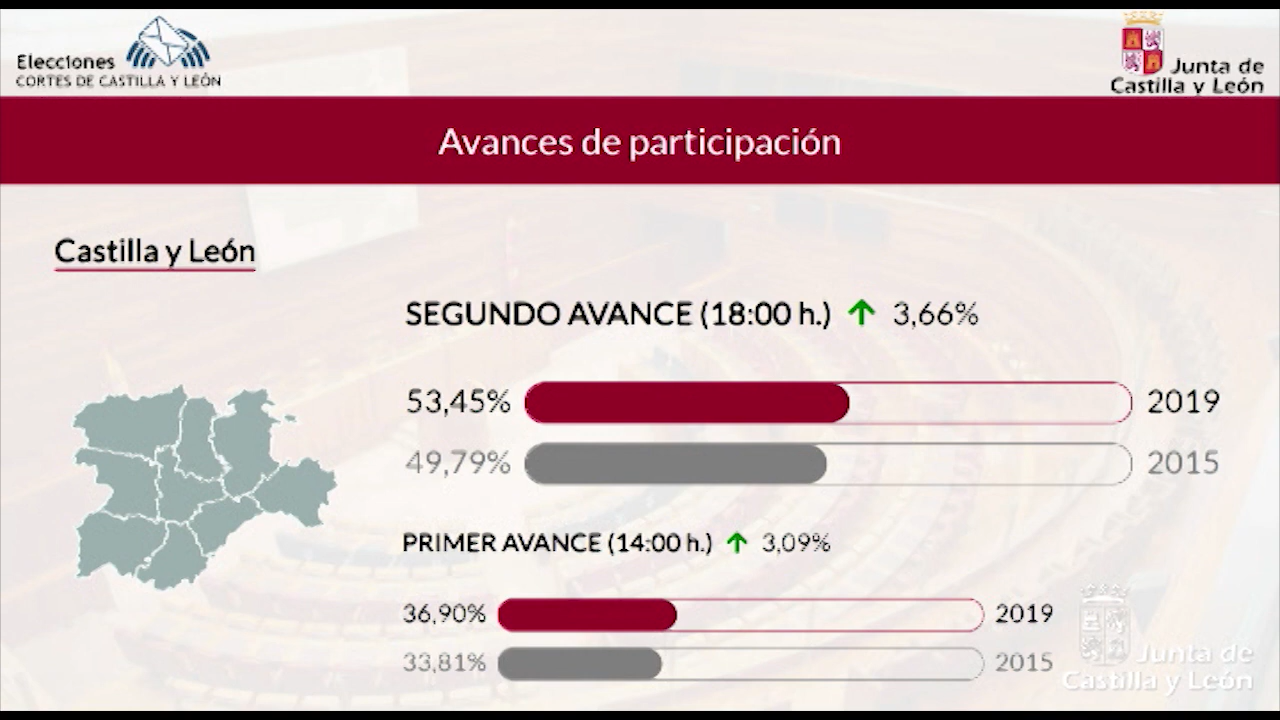 Elecciones
CORTES DE CASTILLA Y LEÓN
Junta de
Castilla y León
Avances de participación
Castilla y León
SEGUNDO AVANCE (18:00 h.) ↑ 3,66%
53,45% 2019
49,79% 2015
PRIMER AVANCE (14:00 h.) ↑ 3,09%
36,90% 2019
33,81% 2015
Junta de
Castilla y León